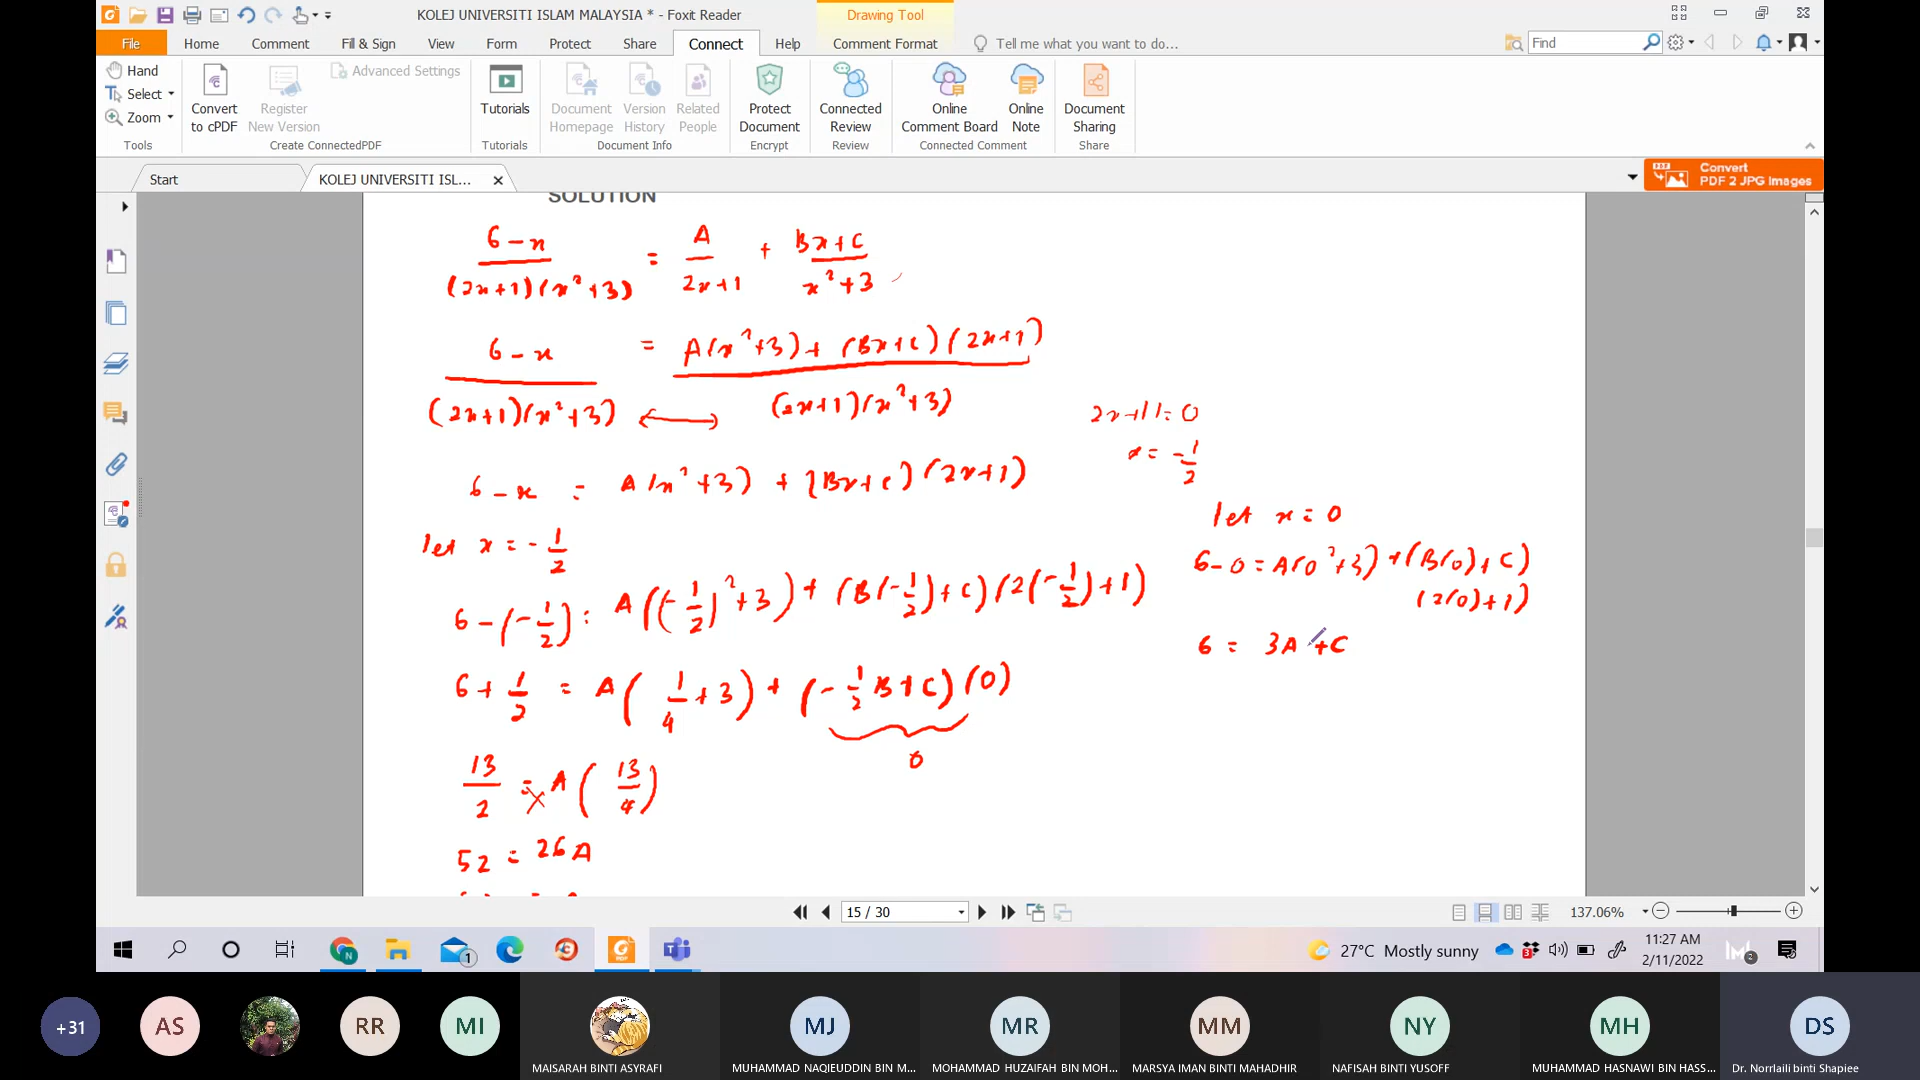 KOLEJ UNIVERSITI ISLAM MALAYSIA * - Foxit Reader
Drawing Tool
File Home Comment Fill & Sign View Form Protect Share Connect Help Comment Format Tell me what you want to do... Find
Hand
Select
Zoom
Tools
Convert to cPDF
Register New Version
Advanced Settings
Create ConnectedPDF
Tutorials
Tutorials
Document Homepage
Version History
Related People
Document Info
Protect Document
Encrypt
Connected Review
Review
Online Comment Board
Online Note
Connected Comment
Document Sharing
Share
Start
KOLEJ UNIVERSITI ISL...
Convert
PDF 2 JPG Images
SOLUTION
6-x / (2x+1)(x²+3) = A / 2x+1 + Bx+C / x²+3
6-x / (2x+1)(x²+3) = A(x²+3) + (Bx+C)(2x+1) / (2x+1)(x²+3)
6-x = A(x²+3) + (Bx+C)(2x+1)
let x = -1/2
6-(-1/2) = A((-1/2)²+3) + (B(-1/2)+C)(2(-1/2)+1)
6+1/2 = A(1/4+3) + (-1/2B+C)(0)
0
13/2 = A(13/4)
52 = 26A
2x+1=0
x = -1/2
let x = 0
6-0 = A(0²+3) + (B(0)+C)
(2(0)+1)
6 = 3A+C
15 / 30
137.06%
1
27°C Mostly sunny
3
11:27 AM
2/11/2022
2
+31
AS
RR
MI
MAISARAH BINTI ASYRAFI
MJ
MUHAMMAD NAQIEUDDIN BIN M...
MR
MOHAMMAD HUZAIFAH BIN MOH...
MM
MARSYA IMAN BINTI MAHADHIR
NY
NAFISAH BINTI YUSOFF
MH
MUHAMMAD HASNAWI BIN HASS...
DS
Dr. Norrlaili binti Shapiee